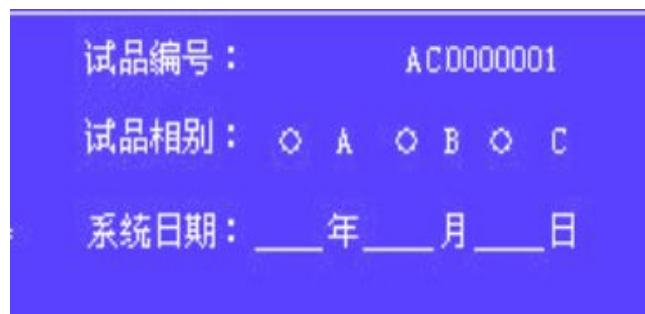 试品编号： AC0000001
试品相别： ○ A ○ B ○ C
系统日期：____年____月____日